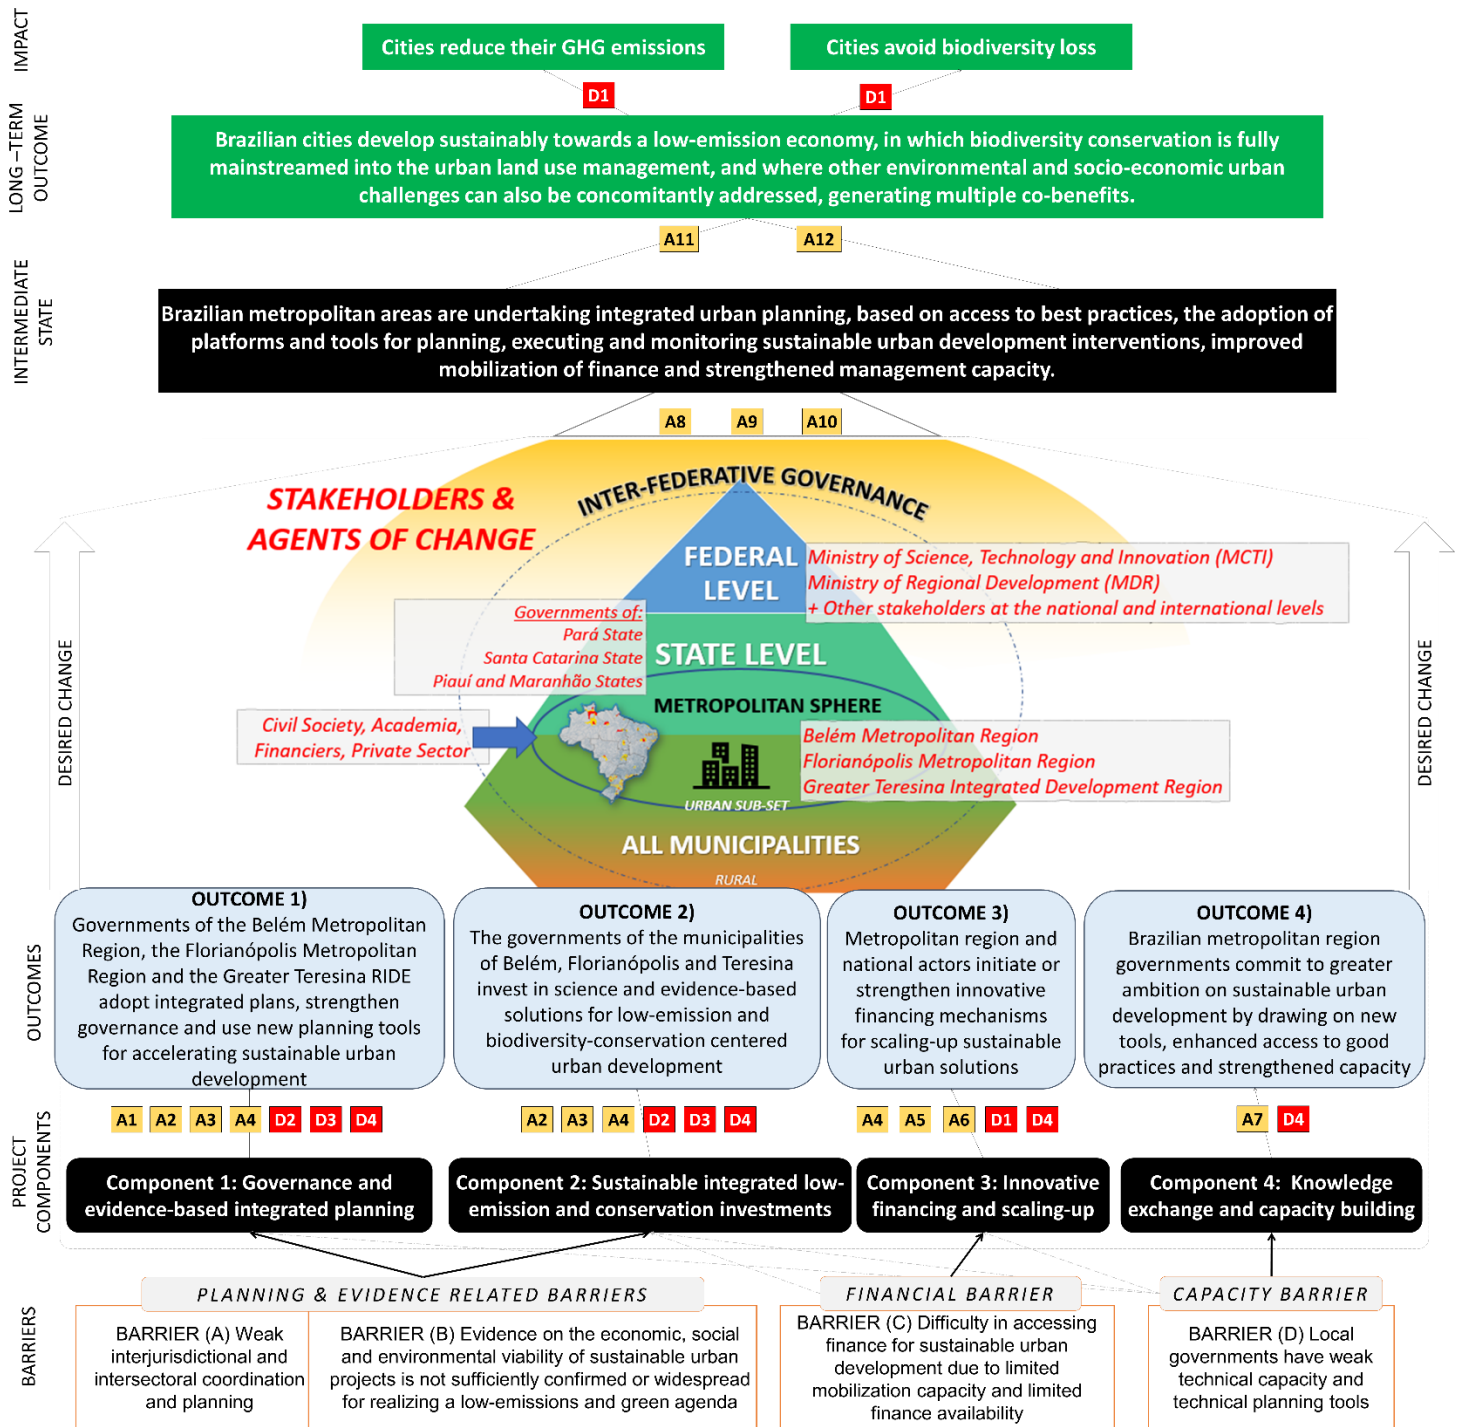 IMPACT
Cities reduce their GHG emissions
Cities avoid biodiversity loss
D1
D1
LONG –TERM
OUTCOME
Brazilian cities develop sustainably towards a low-emission economy, in which biodiversity conservation is fully
mainstreamed into the urban land use management, and where other environmental and socio-economic urban
challenges can also be concomitantly addressed, generating multiple co-benefits.
A11
A12
INTERMEDIATE
STATE
Brazilian metropolitan areas are undertaking integrated urban planning, based on access to best practices, the adoption of
platforms and tools for planning, executing and monitoring sustainable urban development interventions, improved
mobilization of finance and strengthened management capacity.
A8
A9
A10
STAKEHOLDERS &
AGENTS OF CHANGE
INTER-FEDERATIVE GOVERNANCE
FEDERAL
LEVEL
Ministry of Science, Technology and Innovation (MCTI)
Ministry of Regional Development (MDR)
+ Other stakeholders at the national and international levels
Governments of:
Pará State
Santa Catarina State
Piauí and Maranhão States
STATE LEVEL
METROPOLITAN SPHERE
Civil Society, Academia,
Financiers, Private Sector
Belém Metropolitan Region
Florianópolis Metropolitan Region
Greater Teresina Integrated Development Region
URBAN SUB-SET
ALL MUNICIPALITIES
RURAL
DESIRED CHANGE
DESIRED CHANGE
OUTCOMES
OUTCOME 1)
Governments of the Belém Metropolitan
Region, the Florianópolis Metropolitan
Region and the Greater Teresina RIDE
adopt integrated plans, strengthen
governance and use new planning tools
for accelerating sustainable urban
development
OUTCOME 2)
The governments of the municipalities
of Belém, Florianópolis and Teresina
invest in science and evidence-based
solutions for low-emission and
biodiversity-conservation centered
urban development
OUTCOME 3)
Metropolitan region and
national actors initiate or
strengthen innovative
financing mechanisms
for scaling-up sustainable
urban solutions
OUTCOME 4)
Brazilian metropolitan region
governments commit to greater
ambition on sustainable urban
development by drawing on new
tools, enhanced access to good
practices and strengthened capacity
A1 A2 A3 A4 D2 D3 D4
A2 A3 A4 D2 D3 D4
A4 A5 A6 D1 D4
A7 D4
PROJECT
COMPONENTS
Component 1: Governance and
evidence-based integrated planning
Component 2: Sustainable integrated low-
emission and conservation investments
Component 3: Innovative
financing and scaling-up
Component 4: Knowledge
exchange and capacity building
BARRIERS
PLANNING & EVIDENCE RELATED BARRIERS
BARRIER (A) Weak
interjurisdictional and
intersectoral coordination
and planning
BARRIER (B) Evidence on the economic, social
and environmental viability of sustainable urban
projects is not sufficiently confirmed or widespread
for realizing a low-emissions and green agenda
FINANCIAL BARRIER
BARRIER (C) Difficulty in accessing
finance for sustainable urban
development due to limited
mobilization capacity and limited
finance availability
CAPACITY BARRIER
BARRIER (D) Local
governments have weak
technical capacity and
technical planning tools